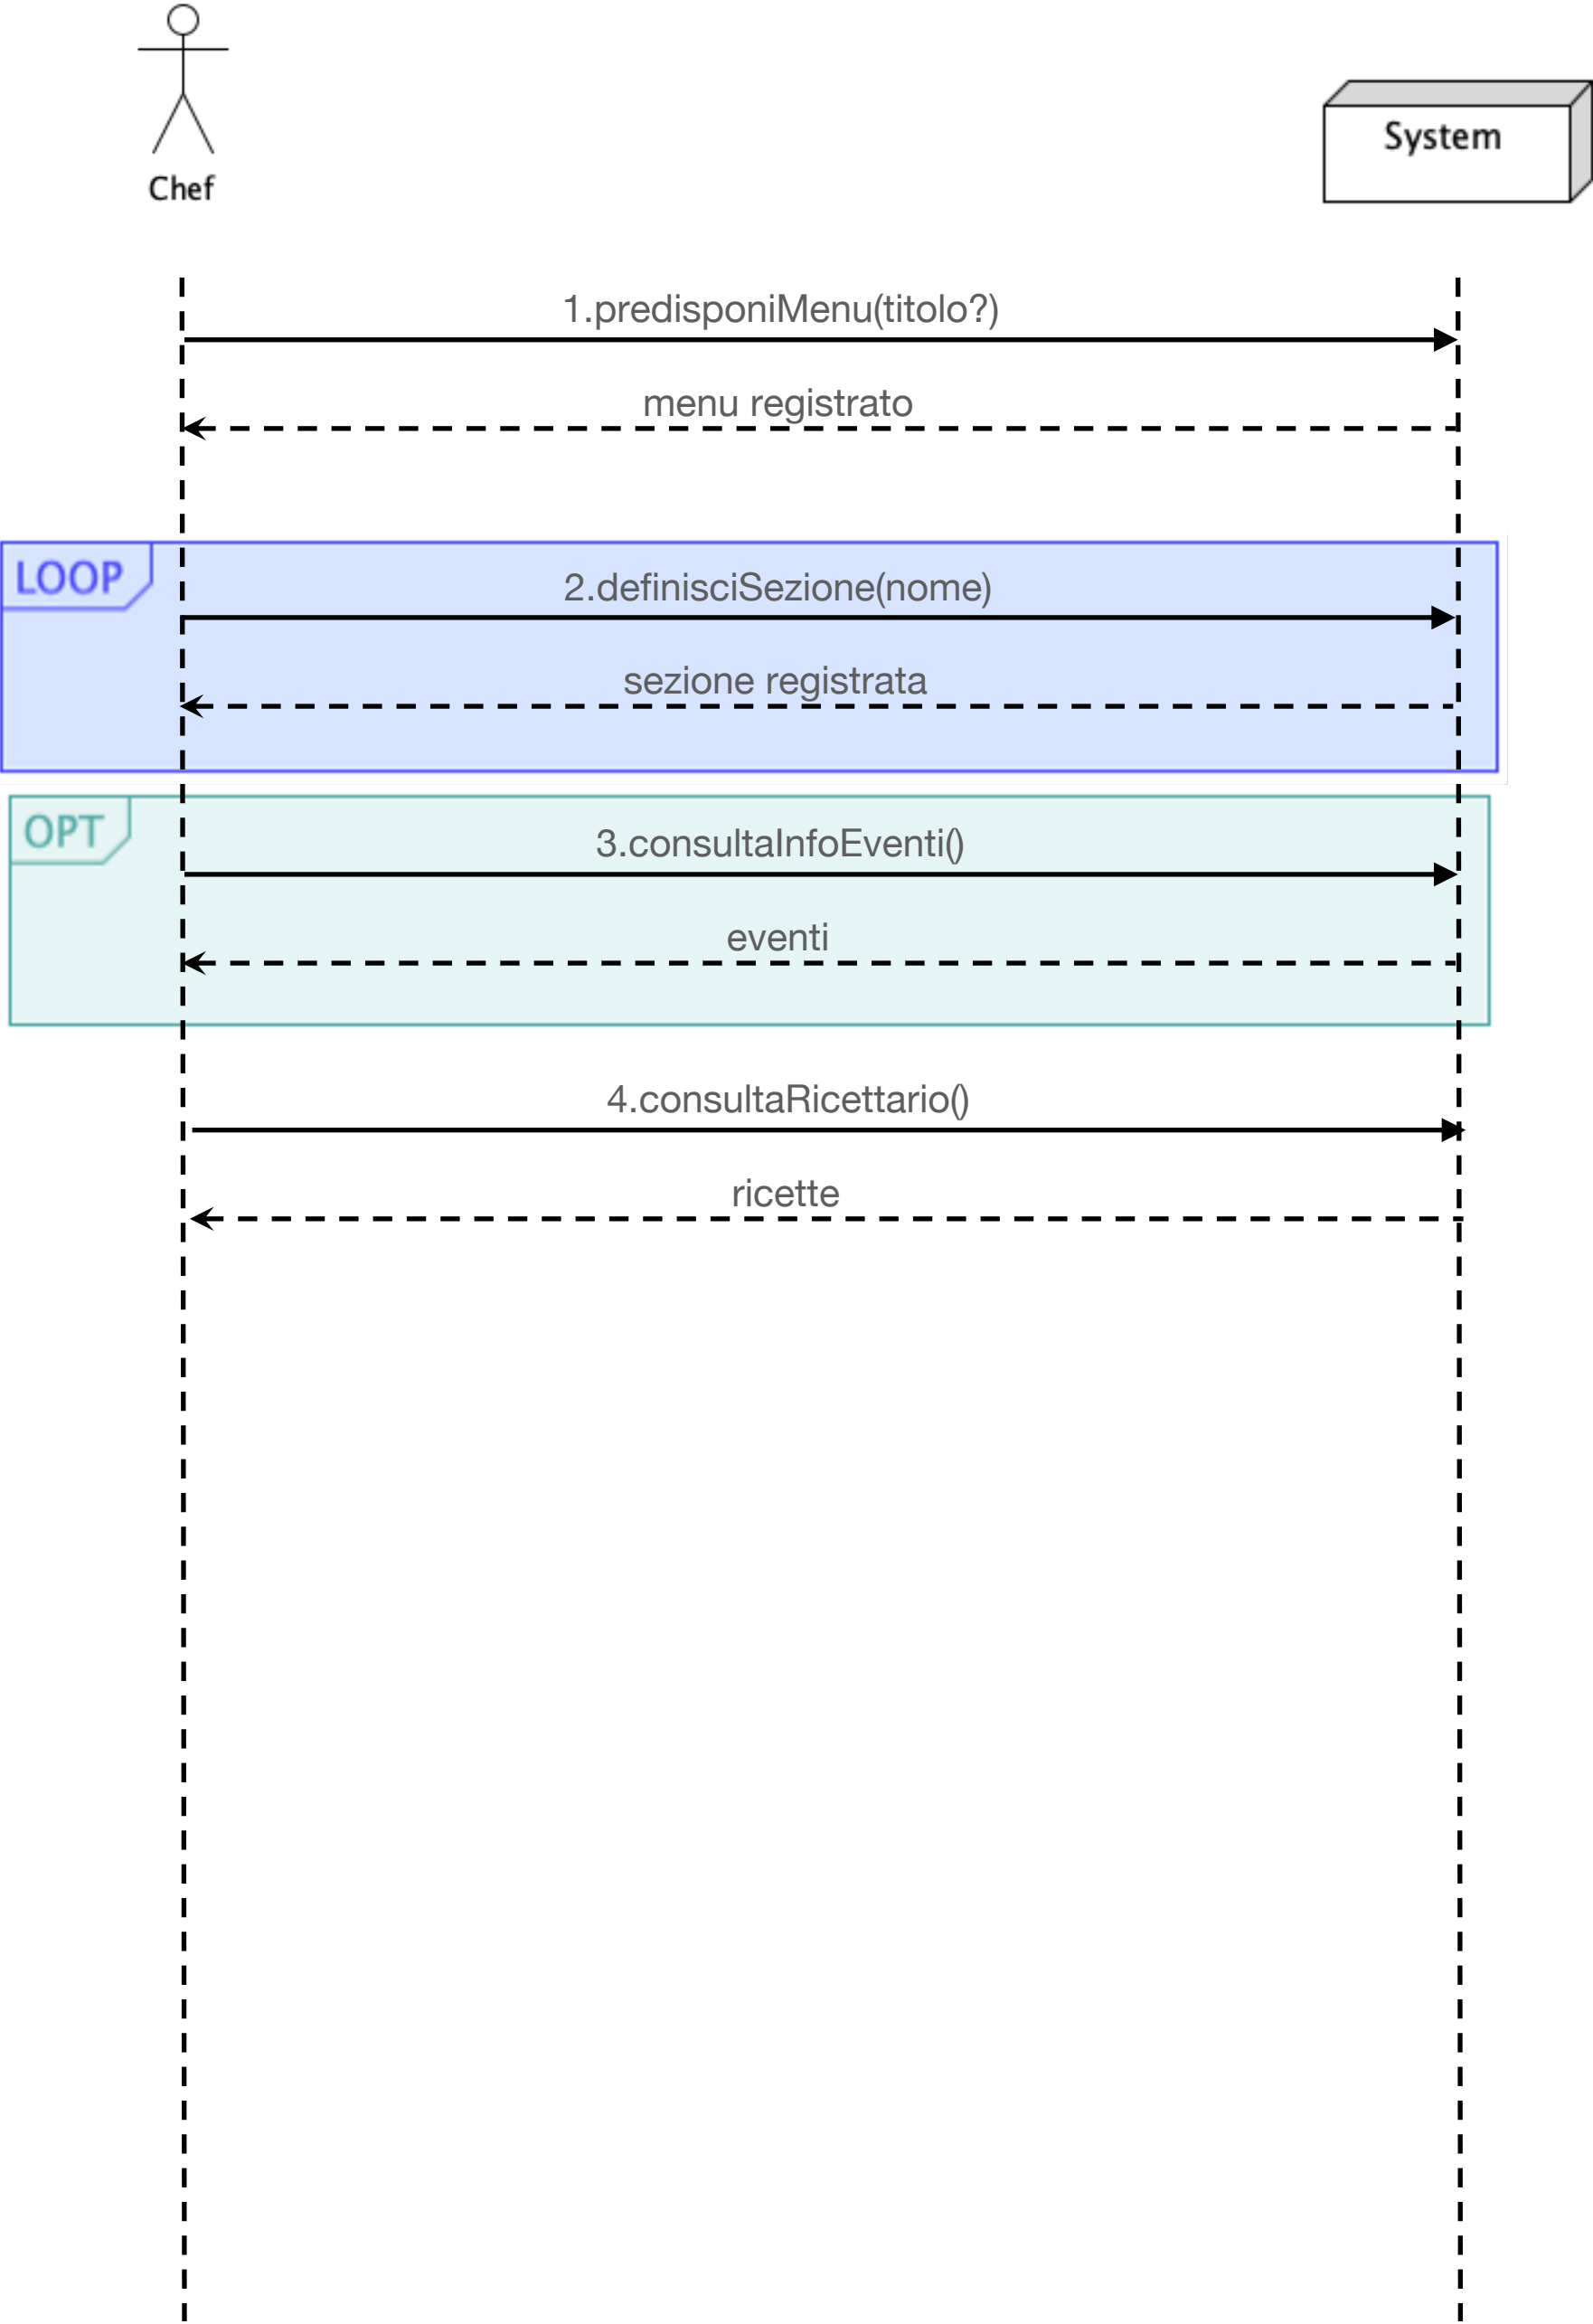 Chef
System
1.predisponiMenu(titolo?)
menu registrato
LOOP
2.definisciSezione(nome)
sezione registrata
OPT
3.consultaInfoEventi()
eventi
4.consultaRicettario()
ricette